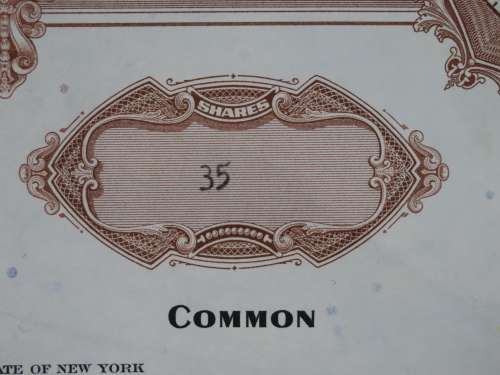 SHARES
35
COMMON
ATE OF NEW YORK